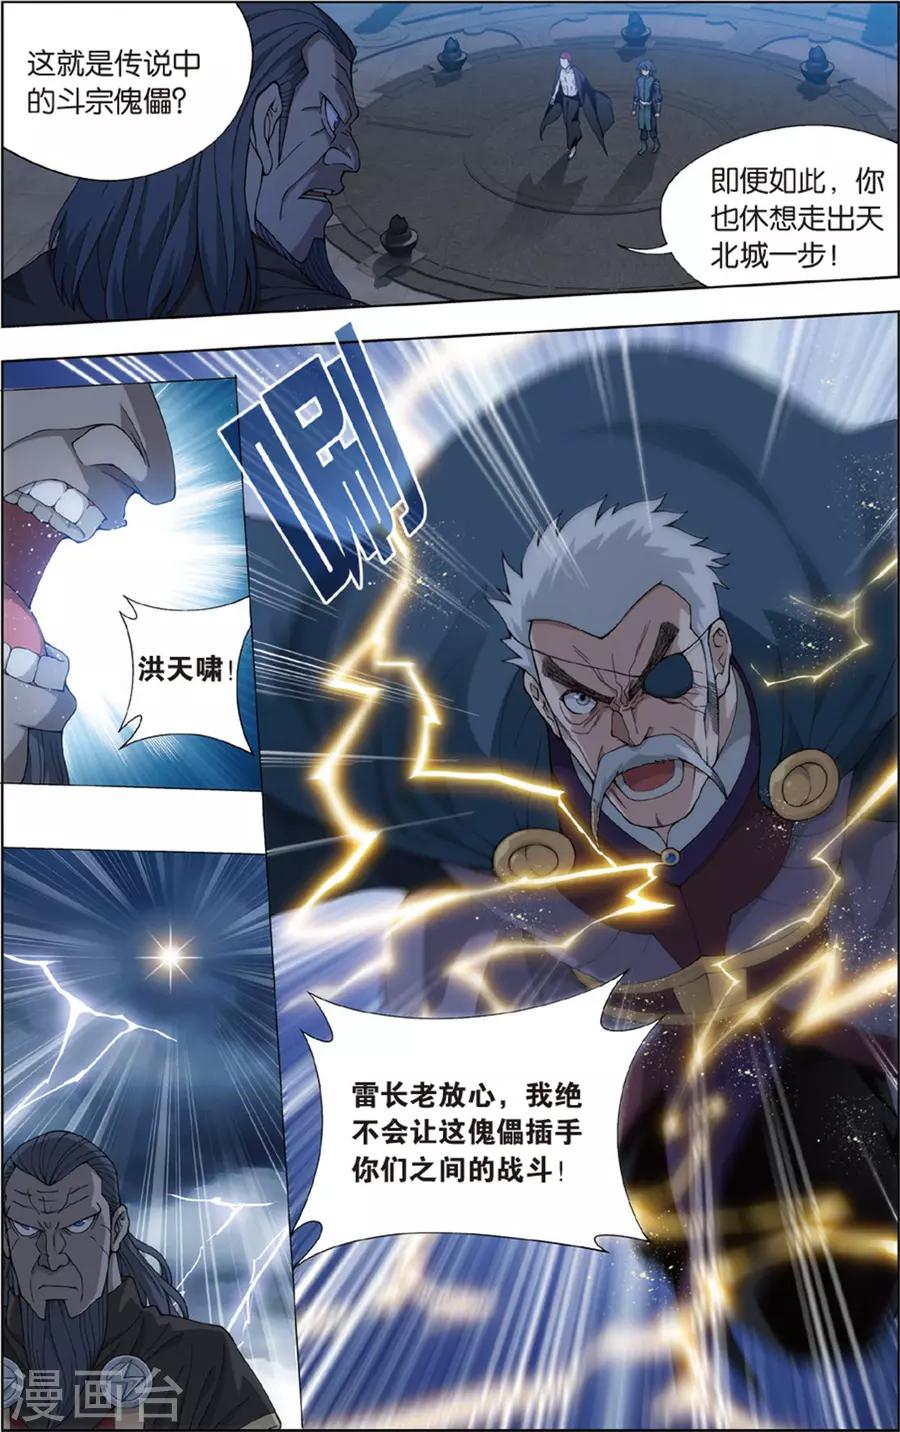 这就是传说中
的斗宗傀儡？
即便如此，你
也休想走出天
北城一步！
唰
洪天啸！
雷长老放心，我绝
不会让这傀儡插手
你们之间的战斗！
漫画台